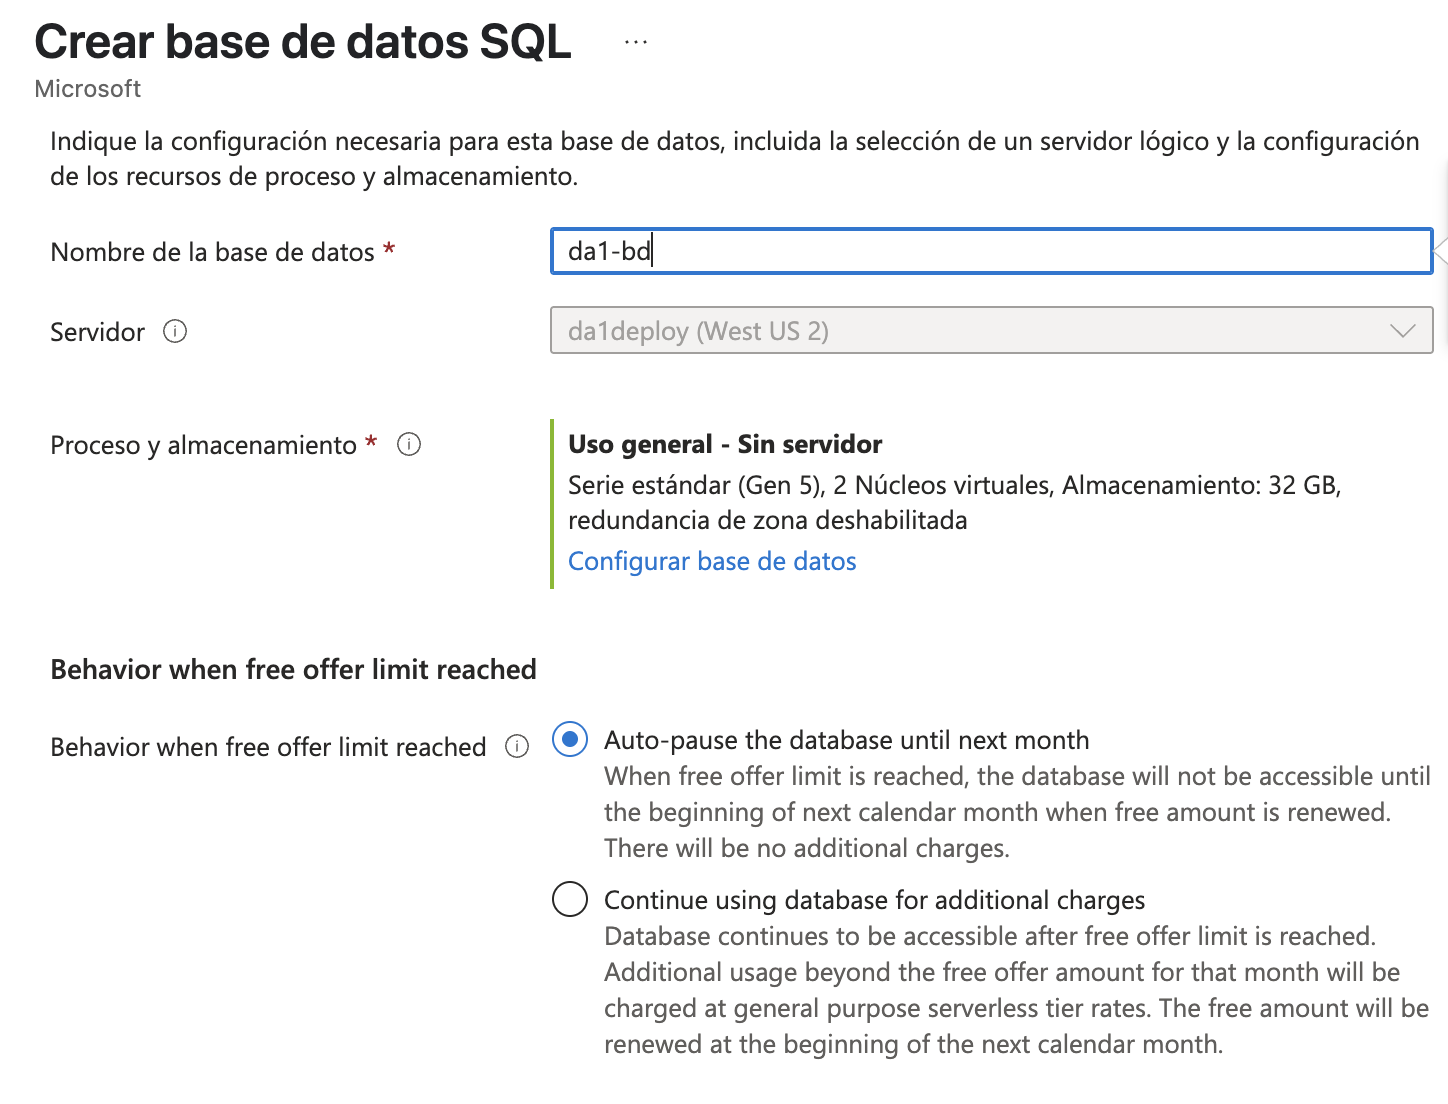 Crear base de datos SQL ...
Microsoft
Indique la configuración necesaria para esta base de datos, incluida la selección de un servidor lógico y la configuración
de los recursos de proceso y almacenamiento.
Nombre de la base de datos *
da1-bd
Servidor
da1deploy (West US 2)
Proceso y almacenamiento *
Uso general - Sin servidor
Serie estándar (Gen 5), 2 Núcleos virtuales, Almacenamiento: 32 GB,
redundancia de zona deshabilitada
Configurar base de datos
Behavior when free offer limit reached
Behavior when free offer limit reached
Auto-pause the database until next month
When free offer limit is reached, the database will not be accessible until
the beginning of next calendar month when free amount is renewed.
There will be no additional charges.
Continue using database for additional charges
Database continues to be accessible after free offer limit is reached.
Additional usage beyond the free offer amount for that month will be
charged at general purpose serverless tier rates. The free amount will be
renewed at the beginning of the next calendar month.